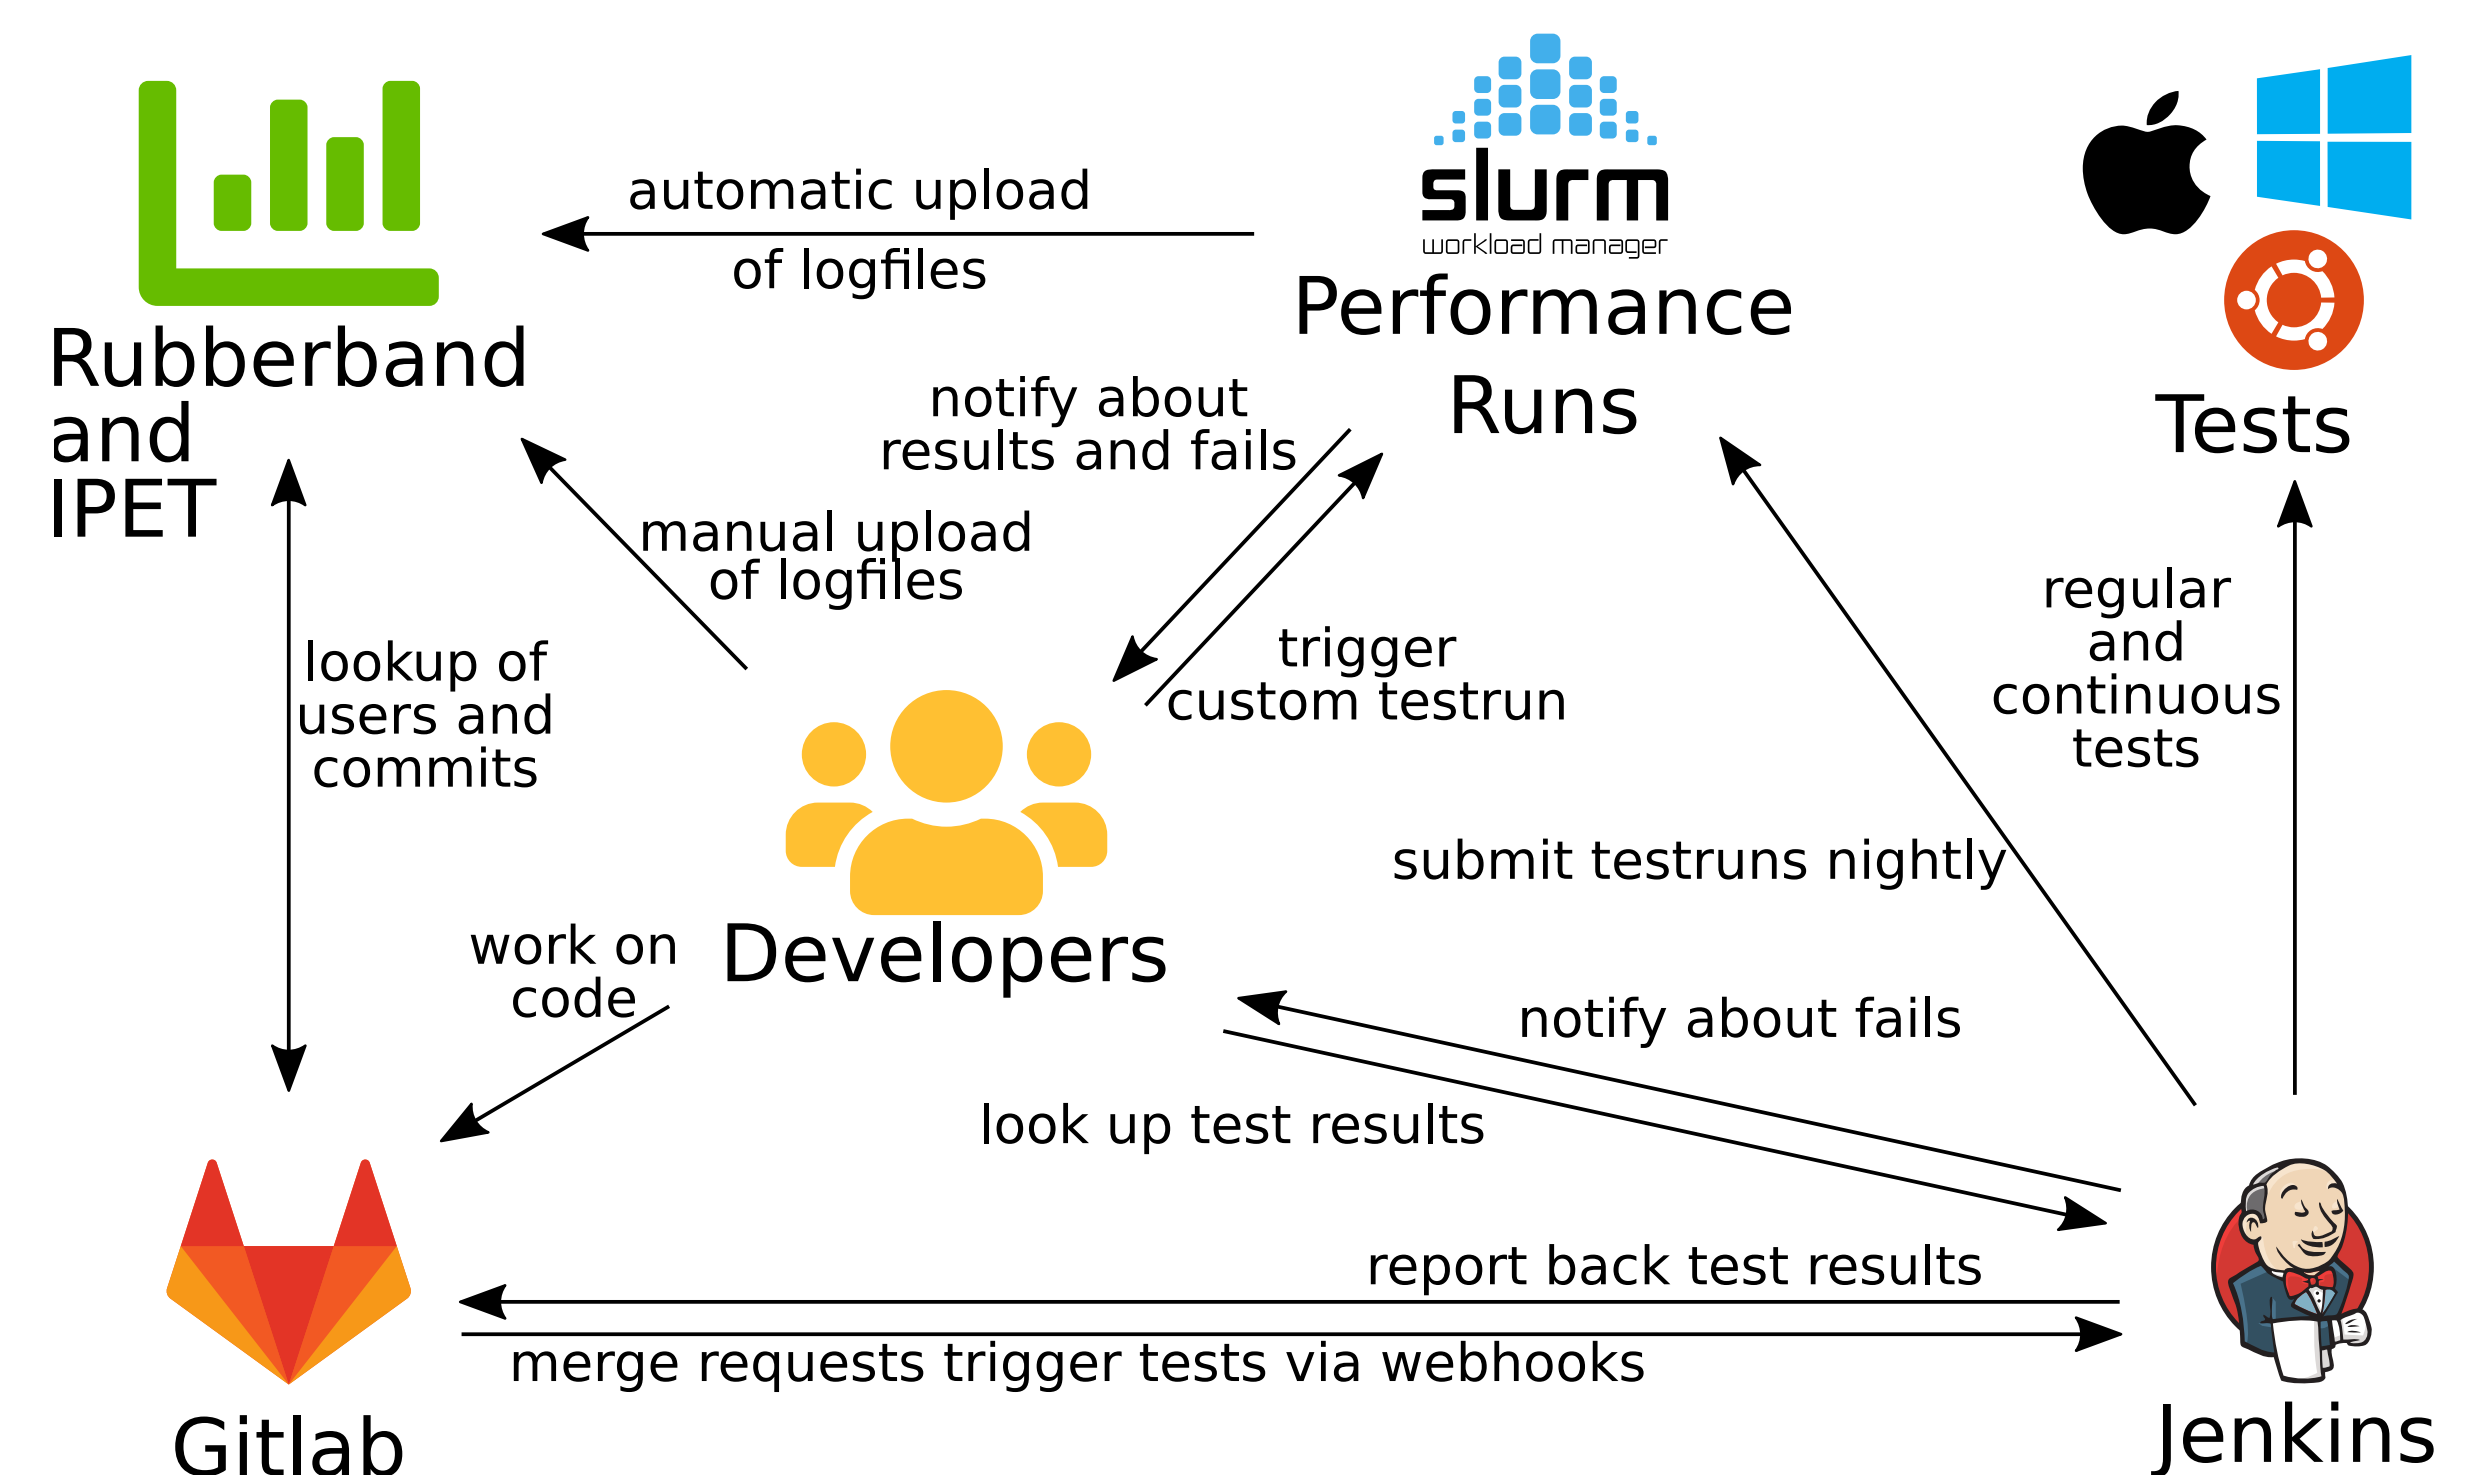 slurm
workload manager
automatic upload
of logfiles
Performance
Runs
Rubberband
and
IPET
Tests
notify about
results and fails
manual upload
of logfiles
trigger
custom testrun
regular
and
continuous
tests
lookup of
users and
commits
submit testruns nightly
Developers
work on
code
notify about fails
look up test results
report back test results
merge requests trigger tests via webhooks
Gitlab
Jenkins